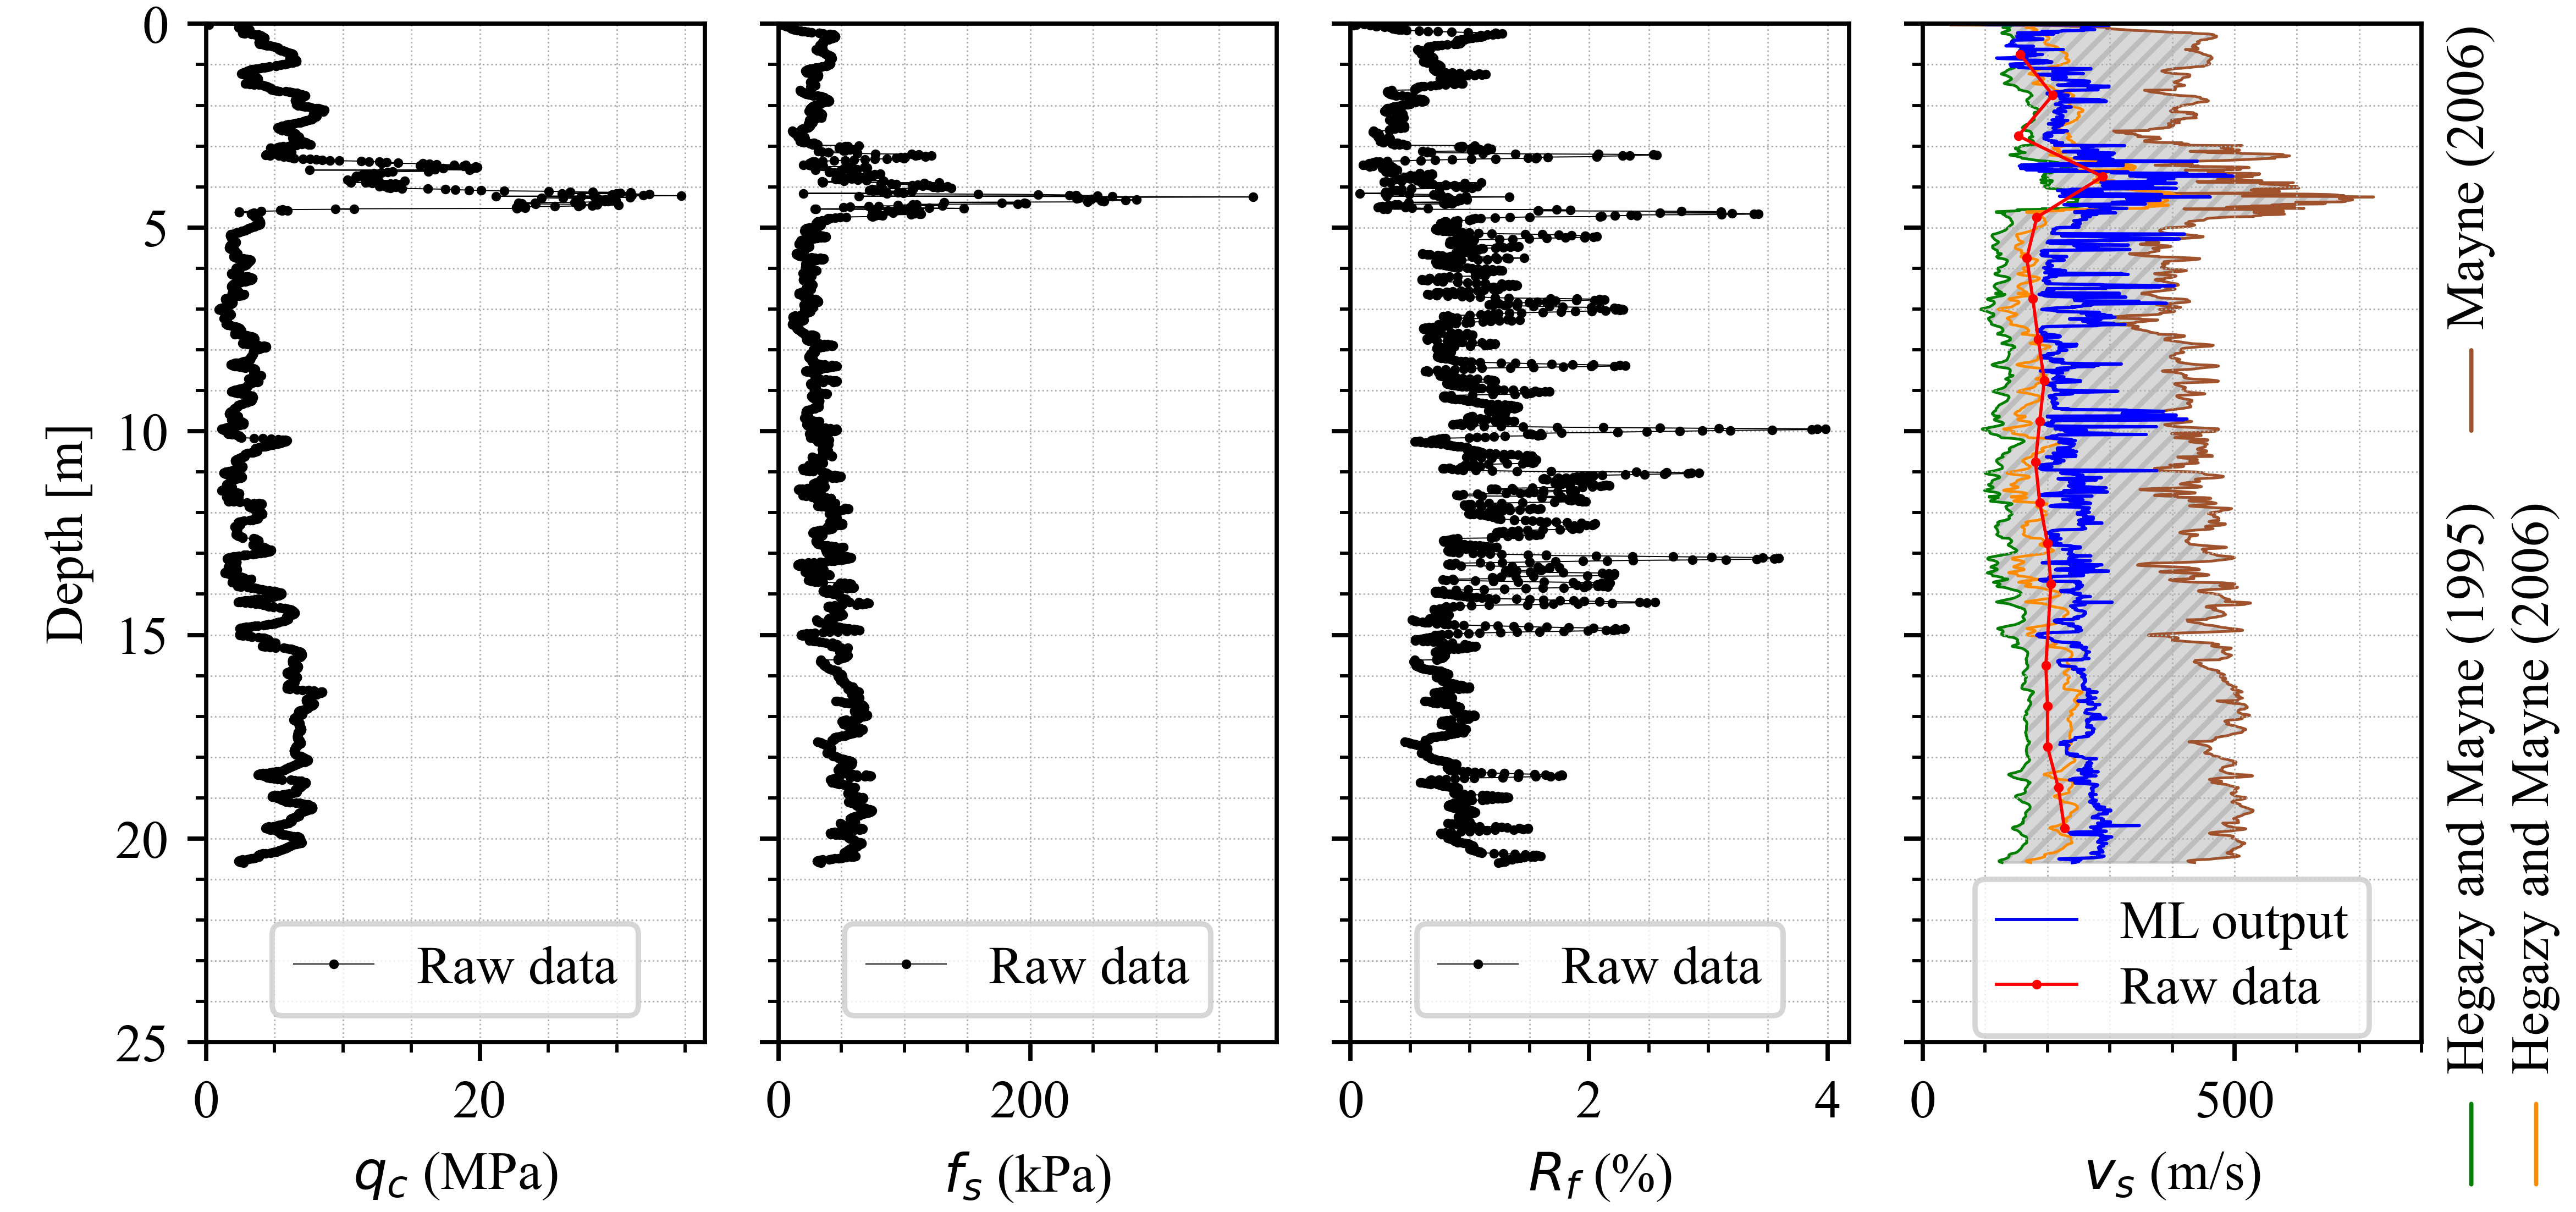 0
5
10
15
20
25
Depth [m]
0 20
q_c (MPa)
Raw data
0 200
f_s (kPa)
Raw data
0 2 4
R_f (%)
Raw data
0 500
v_s (m/s)
ML output
Raw data
Hegazy and Mayne (1995)
Mayne (2006)
Hegazy and Mayne (2006)